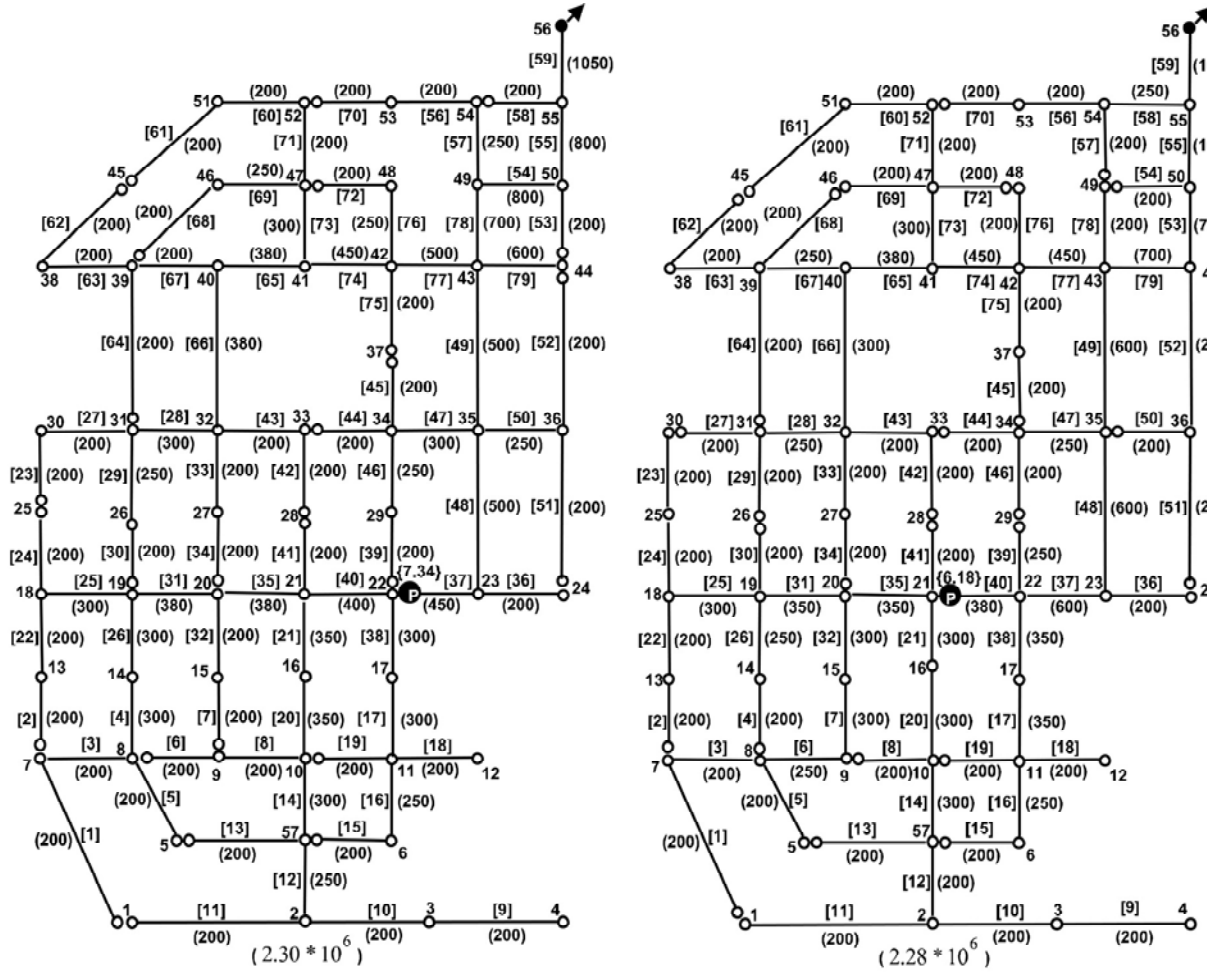 56
[59] (1050)
51 (200) (200) (200) (200)
[60] 52 [70] 53 [56] 54 [58] 55
[61] (200) [71] (200) [57] (250) [55] (800)
45 46 (250) 47 (200) 48 49 [54] 50
[69] [72] (800)
[62] (200) (200) [68] (300) [73] (250) [76] [78] (700) [53] (200)
(200) (200) (380) (450) 42 (500) (600) 44
38 [63] 39 [67] 40 [65] 41 [74] [77] 43 [79]
[75] (200)
[64] (200) [66] (380) 37 [49] (500) [52] (200)
[45] (200)
30 [27] 31 [28] 32 [43] 33 [44] 34 [47] 35 [50] 36
(200) (300) (200) (200) (300) (250)
[23] (200) [29] (250) [33] (200) [42] (200) [46] (250)
25 26 27 28 29 [48] (500) [51] (200)
[24] (200) [30] (200) [34] (200) [41] (200) [39] (200)
18 [25] 19 [31] 20 [35] 21 [40] 22 {7,34} P [37] 23 [36] 24
(300) (380) (380) (400) (450) (200)
[22] (200) [26] (300) [32] (200) [21] (350) [38] (300)
13 14 15 16 17
[2] (200) [4] (300) [7] (200) [20] (350) [17] (300)
7 [3] 8 [6] 9 [8] 10 [19] 11 [18] 12
(200) (200) (200) (200) (200)
(200) [5] [14] (300) [16] (250)
(200) [1] 5 [13] 57 [15] 6
(200) (200)
[12] (250)
1 [11] 2 [10] 3 [9] 4
(200) (200) (200)
(2.30 * 10^6)
56
[59] (1
51 (200) (200) (200) (250)
[60] 52 [70] 53 [56] 54 [58] 55
[61] (200) [71] (200) [57] (200) [55] (1
45 46 (200) 47 (200) 48 49 [54] 50
[69] (200)
[62] (200) (200) [68] (300) [73] (200) [76] [78] (200) [53] (7
(200) (250) (380) (450) (450) (700) 4
38 [63] 39 [67] 40 [65] 41 [74] 42 [77] 43 [79]
[75] (200)
[64] (200) [66] (300) 37 [49] (600) [52] (2
[45] (200)
30 [27] 31 [28] 32 [43] 33 [44] 34 [47] 35 [50] 36
(200) (200) (200) (200) (250) (200)
[23] (200) [29] (200) [33] (200) [42] (200) [46] (200)
25 26 27 28 29 [48] (600) [51] (2
[24] (200) [30] (200) [34] (200) [41] (200) [39] (250)
18 [25] 19 [31] 20 [35] 21 {6,18} P [40] 22 [37] 23 [36] 2
(300) (350) (350) (380) (600) (200)
[22] (200) [26] (250) [32] (300) [21] (300) [38] (350)
13 14 15 16 17
[2] (200) [4] (200) [7] (300) [20] (300) [17] (350)
7 [3] 8 [6] 9 [8] 10 [19] 11 [18] 12
(200) (250) (200) (200) (200)
(200) [5] [14] (300) [16] (250)
(200) [1] 5 [13] 57 [15] 6
(200) (200)
[12] (200)
1 [11] 2 [10] 3 [9] 4
(200) (200) (200)
(2.28 * 10^6)